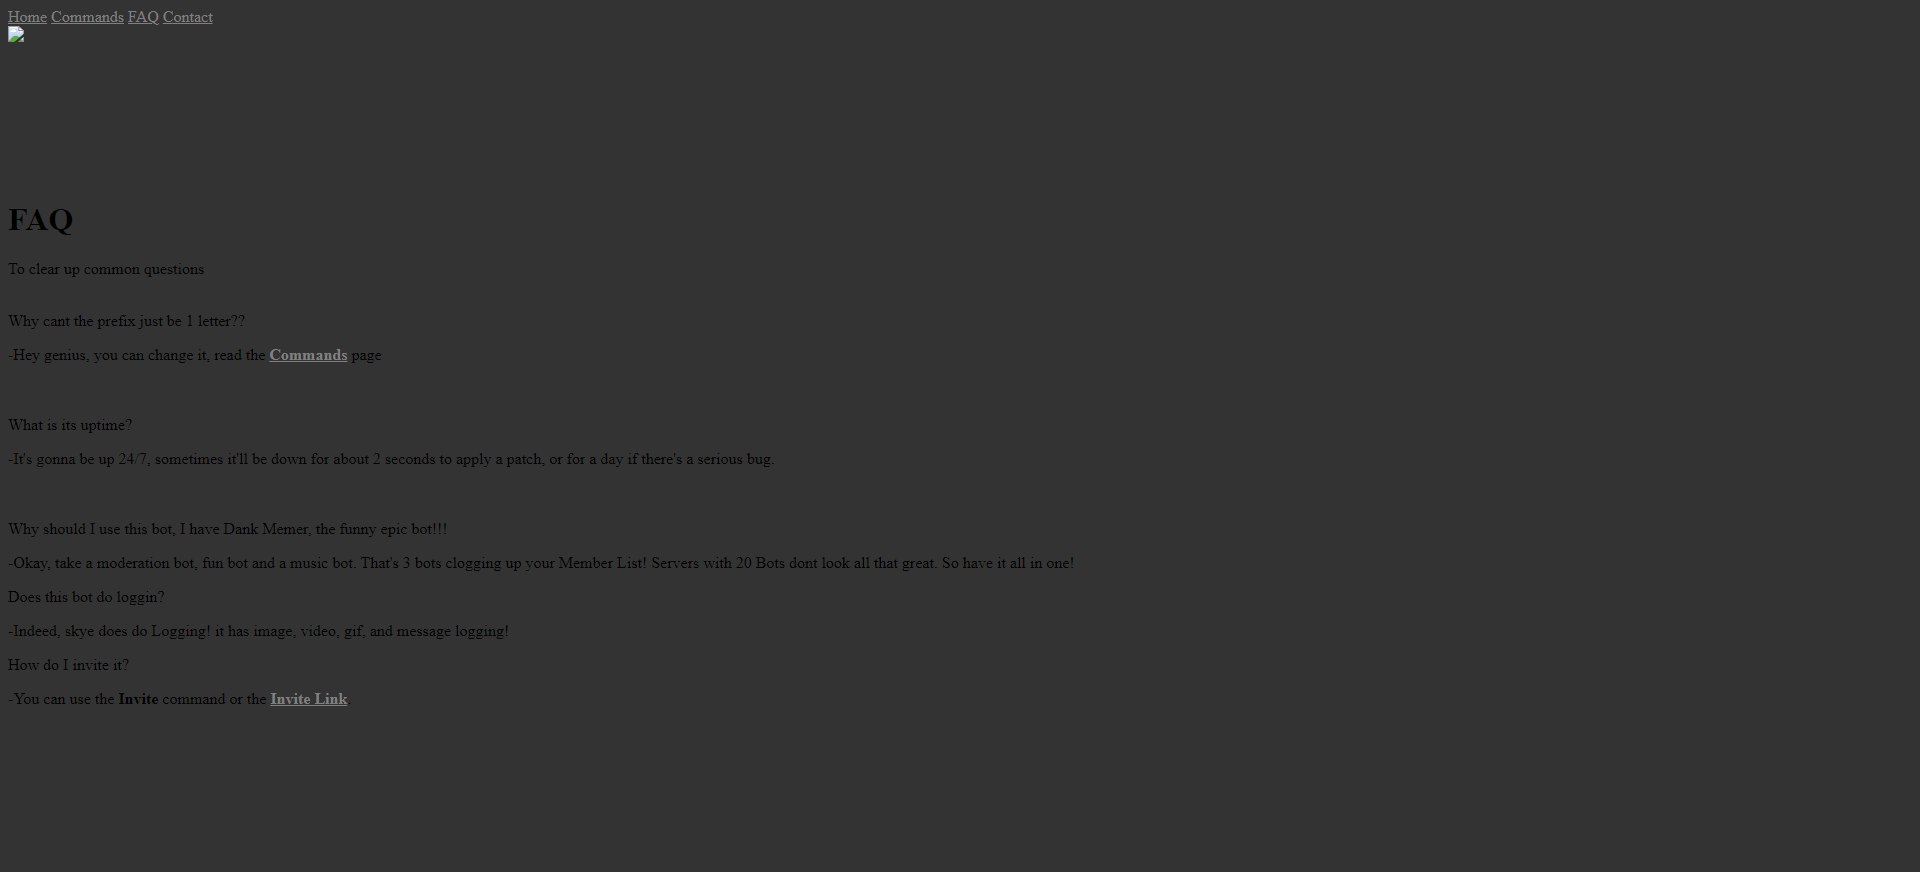 Home Commands FAQ Contact
FAQ
To clear up common questions
Why cant the prefix just be 1 letter??
-Hey genius, you can change it, read the Commands page
What is its uptime?
-It's gonna be up 24/7, sometimes it'll be down for about 2 seconds to apply a patch, or for a day if there's a serious bug.
Why should I use this bot, I have Dank Memer, the funny epic bot!!!
-Okay, take a moderation bot, fun bot and a music bot. That's 3 bots clogging up your Member List! Servers with 20 Bots dont look all that great. So have it all in one!
Does this bot do loggin?
-Indeed, skye does do Logging! it has image, video, gif, and message logging!
How do I invite it?
-You can use the Invite command or the Invite Link.